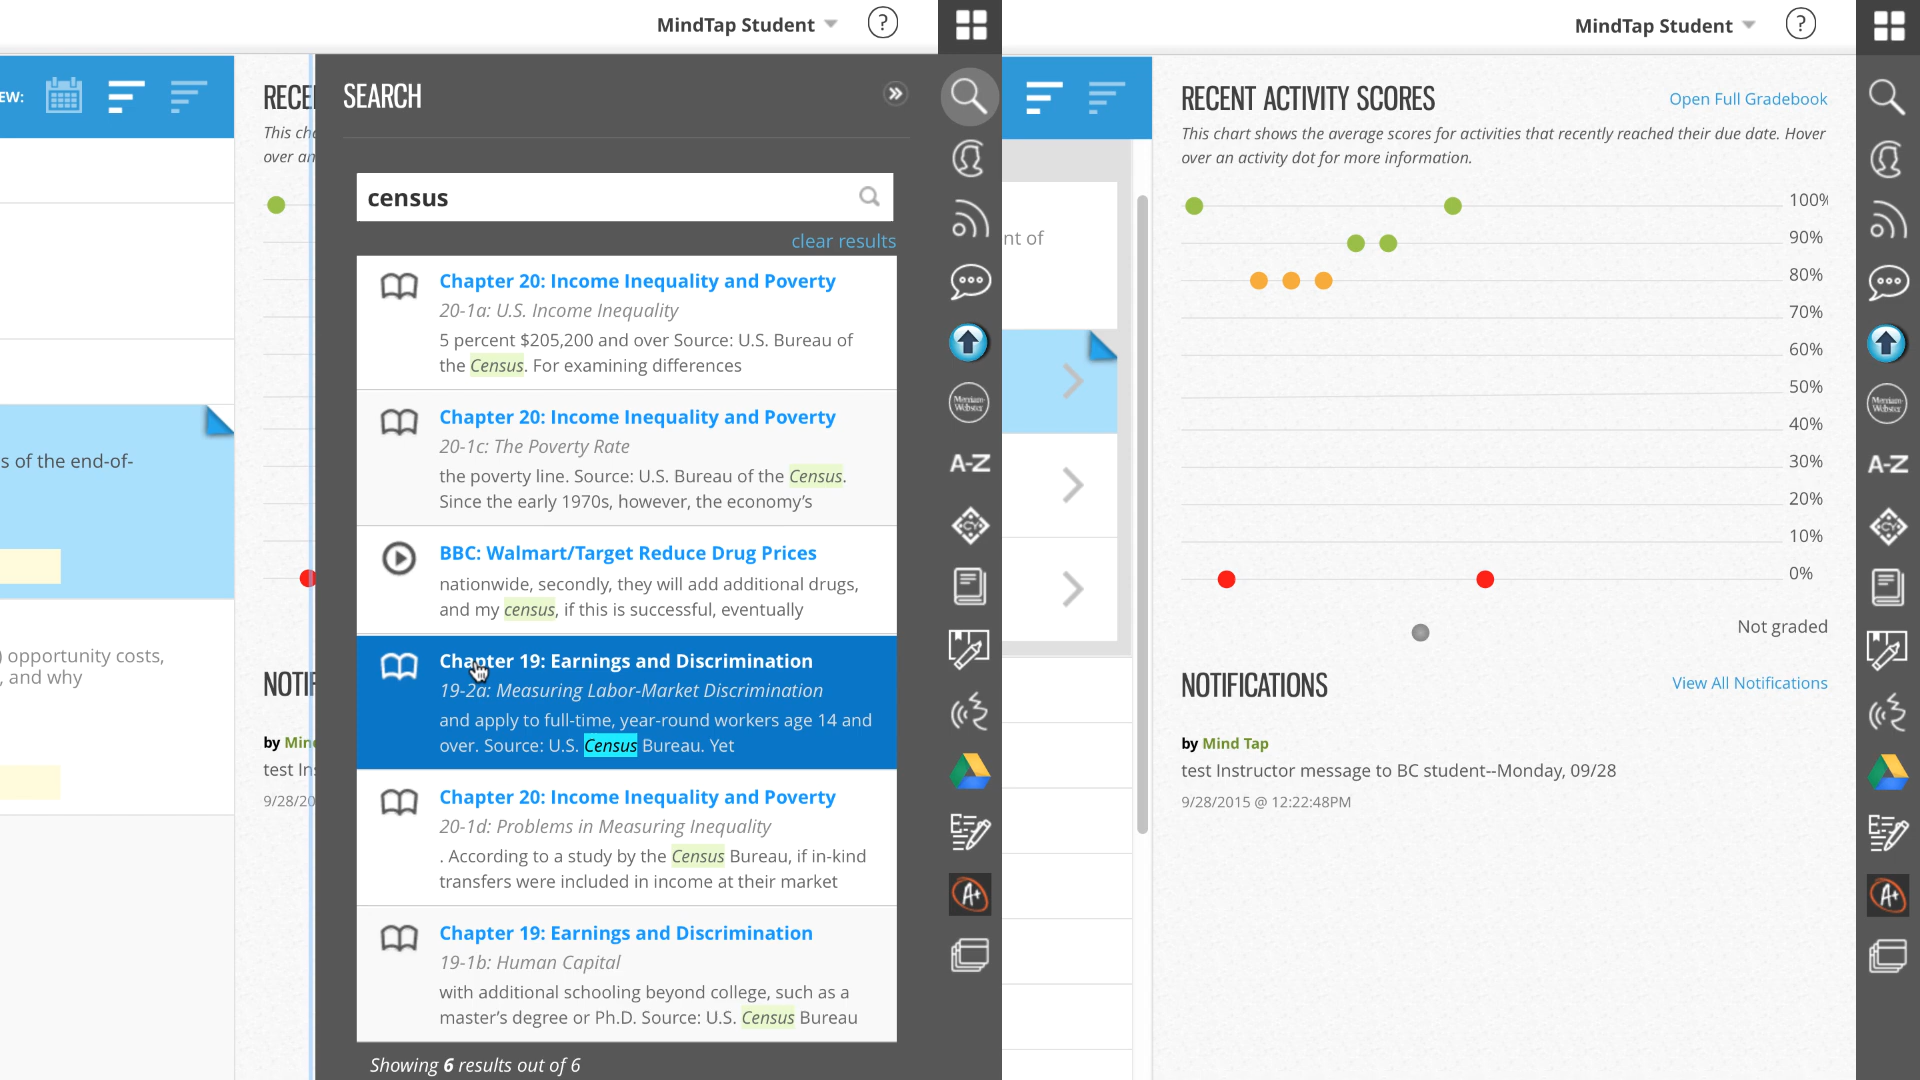 MindTap Student
?
EW:
RECE
This cha
over an
s of the end-of-
) opportunity costs,
, and why
NOTIF
by Mind
test Ins
9/28/20
SEARCH
census
clear results
Chapter 20: Income Inequality and Poverty
20-1a: U.S. Income Inequality
5 percent $205,200 and over Source: U.S. Bureau of
the Census. For examining differences
Chapter 20: Income Inequality and Poverty
20-1c: The Poverty Rate
the poverty line. Source: U.S. Bureau of the Census.
Since the early 1970s, however, the economy’s
BBC: Walmart/Target Reduce Drug Prices
nationwide, secondly, they will add additional drugs,
and my census, if this is successful, eventually
Chapter 19: Earnings and Discrimination
19-2a: Measuring Labor-Market Discrimination
and apply to full-time, year-round workers age 14 and
over. Source: U.S. Census Bureau. Yet
Chapter 20: Income Inequality and Poverty
20-1d: Problems in Measuring Inequality
. According to a study by the Census Bureau, if in-kind
transfers were included in income at their market
Chapter 19: Earnings and Discrimination
19-1b: Human Capital
with additional schooling beyond college, such as a
master’s degree or Ph.D. Source: U.S. Census Bureau
Showing 6 results out of 6
Merriam-
Webster
A-Z
CY
A+
MindTap Student
?
nt of
RECENT ACTIVITY SCORES
Open Full Gradebook
This chart shows the average scores for activities that recently reached their due date. Hover
over an activity dot for more information.
100%
90%
80%
70%
60%
50%
40%
30%
20%
10%
0%
Not graded
NOTIFICATIONS
View All Notifications
by Mind Tap
test Instructor message to BC student--Monday, 09/28
9/28/2015 @ 12:22:48PM
Merriam-
Webster
A-Z
CY
A+